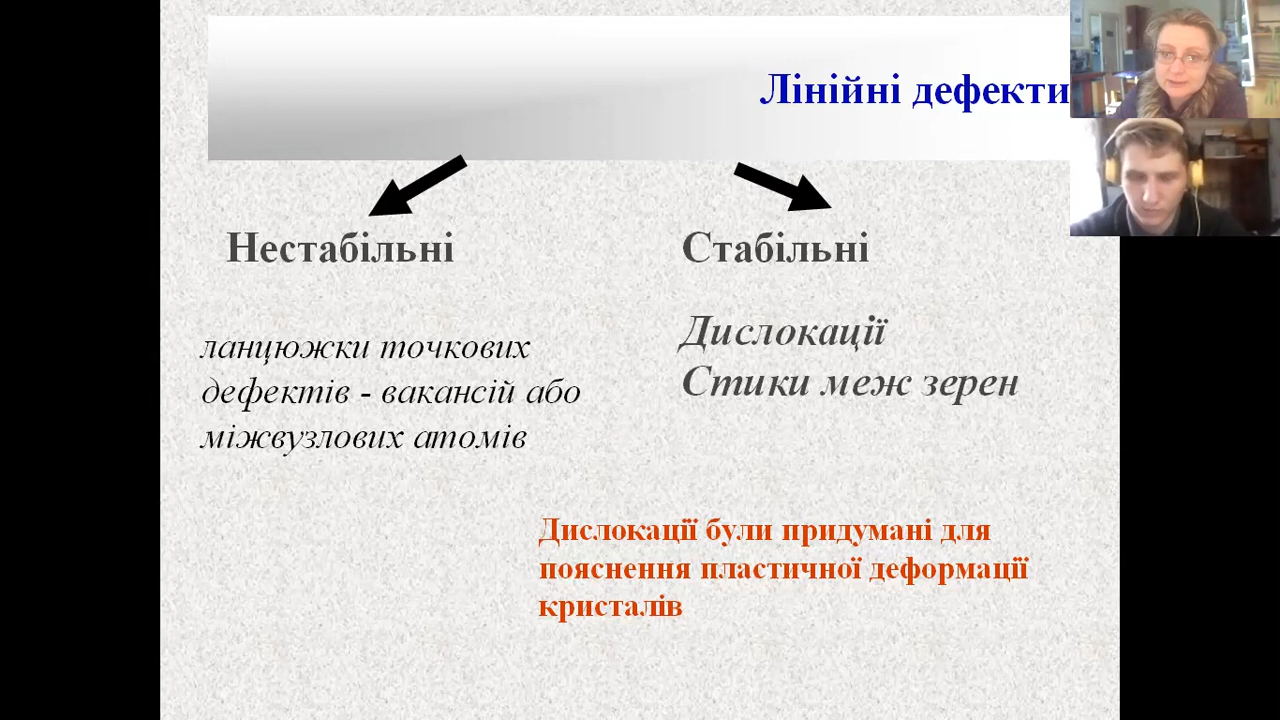 Лінійні дефекти
Нестабільні
Стабільні
ланцюжки точкових
дефектів - вакансій або
міжвузлових атомів
Дислокації
Стики меж зерен
Дислокації були придумані для
пояснення пластичної деформації
кристалів